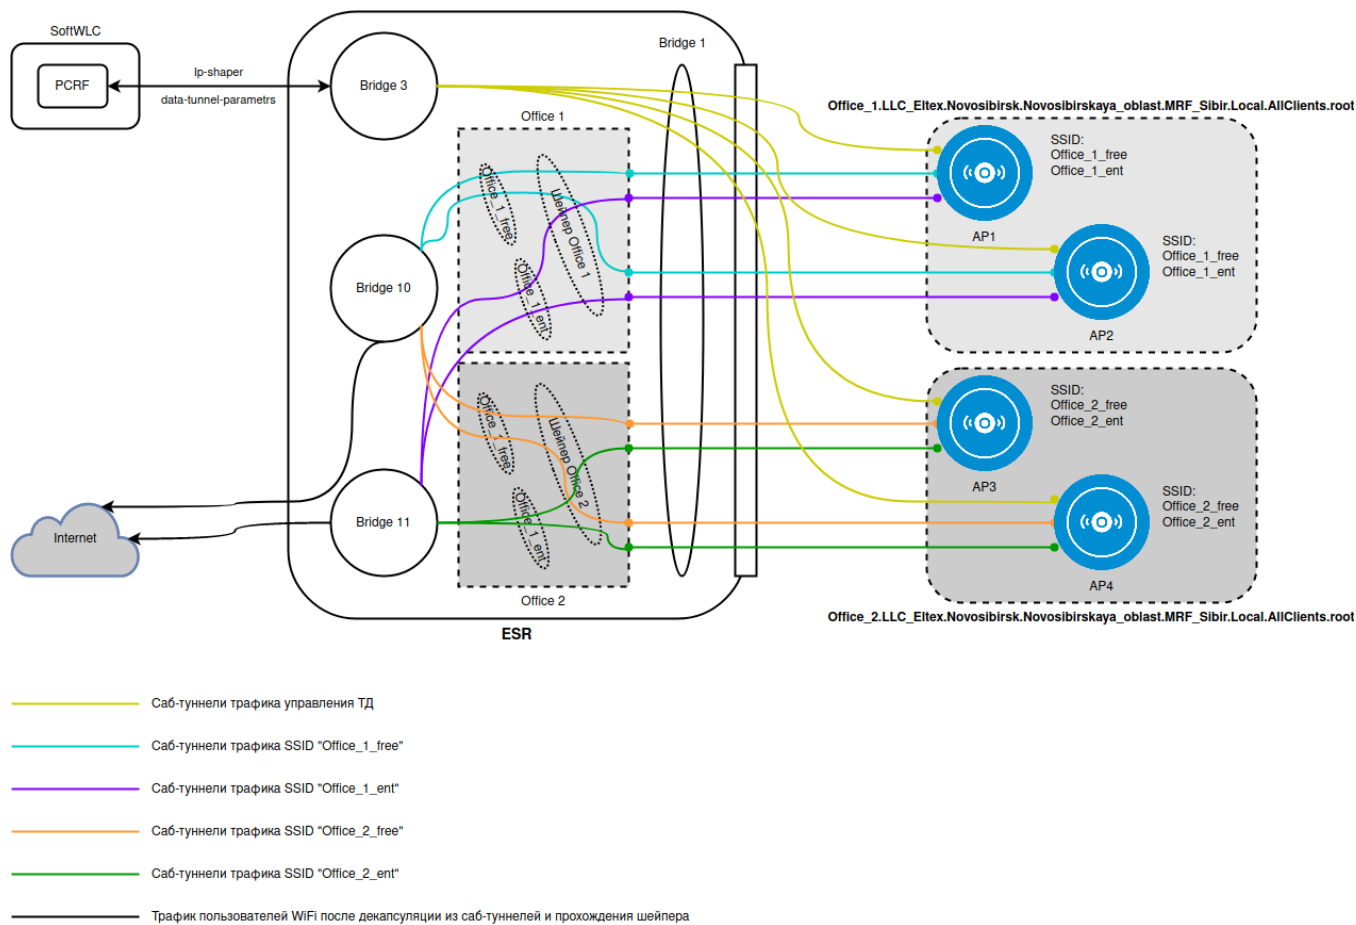 SoftWLC
PCRF
lp-shaper
data-tunnel-parametrs
Bridge 3
Bridge 1
Office 1
Office_1_free
Шейпер Office 1
Office_1_ent
Bridge 10
Office_2_free
Шейпер Office 2
Office_1_ent
Bridge 11
Office 2
Internet
ESR
Office_1.LLC_Eltex.Novosibirsk.Novosibirskaya_oblast.MRF_Sibir.Local.AllClients.root
SSID:
Office_1_free
Office_1_ent
AP1
SSID:
Office_1_free
Office_1_ent
AP2
SSID:
Office_2_free
Office_2_ent
AP3
SSID:
Office_2_free
Office_2_ent
AP4
Office_2.LLC_Eltex.Novosibirsk.Novosibirskaya_oblast.MRF_Sibir.Local.AllClients.root
Саб-туннели трафика управления ТД
Саб-туннели трафика SSID "Office_1_free"
Саб-туннели трафика SSID "Office_1_ent"
Саб-туннели трафика SSID "Office_2_free"
Саб-туннели трафика SSID "Office_2_ent"
Трафик пользователей WiFi после декапсуляции из саб-туннелей и прохождения шейпера